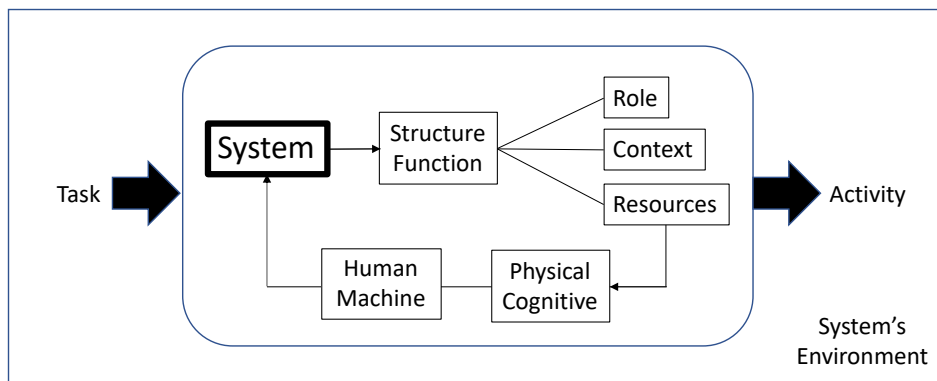 Task
System
Structure
Function
Role
Context
Resources
Human
Machine
Physical
Cognitive
Activity
System’s
Environment